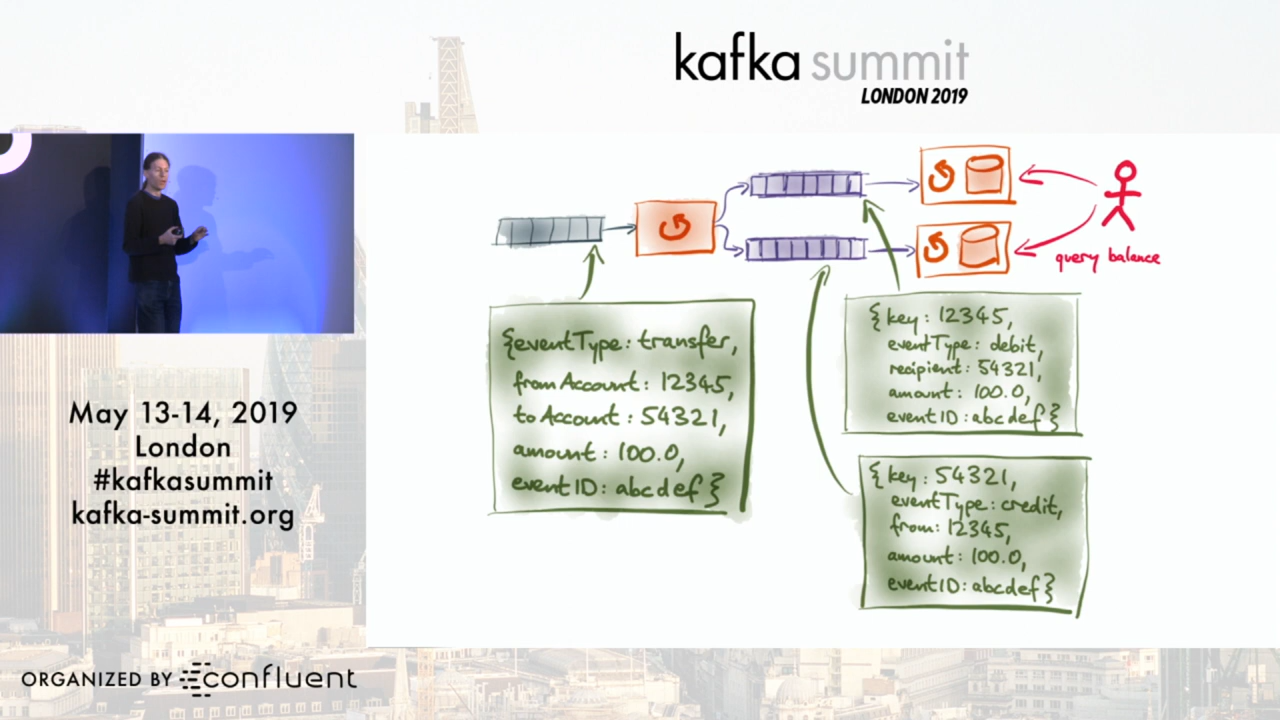 kafka summit
LONDON 2019
May 13-14, 2019
London
#kafkasummit
kafka-summit.org
ORGANIZED BY confluent
query balance
{eventType: transfer,
fromAccount: 12345,
toAccount: 54321,
amount: 100.0,
eventID: abcdef}
{key: 12345,
eventType: debit,
recipient: 54321,
amount: 100.0,
eventID: abcdef}
{key: 54321,
eventType: credit,
from: 12345,
amount: 100.0,
eventID: abcdef}